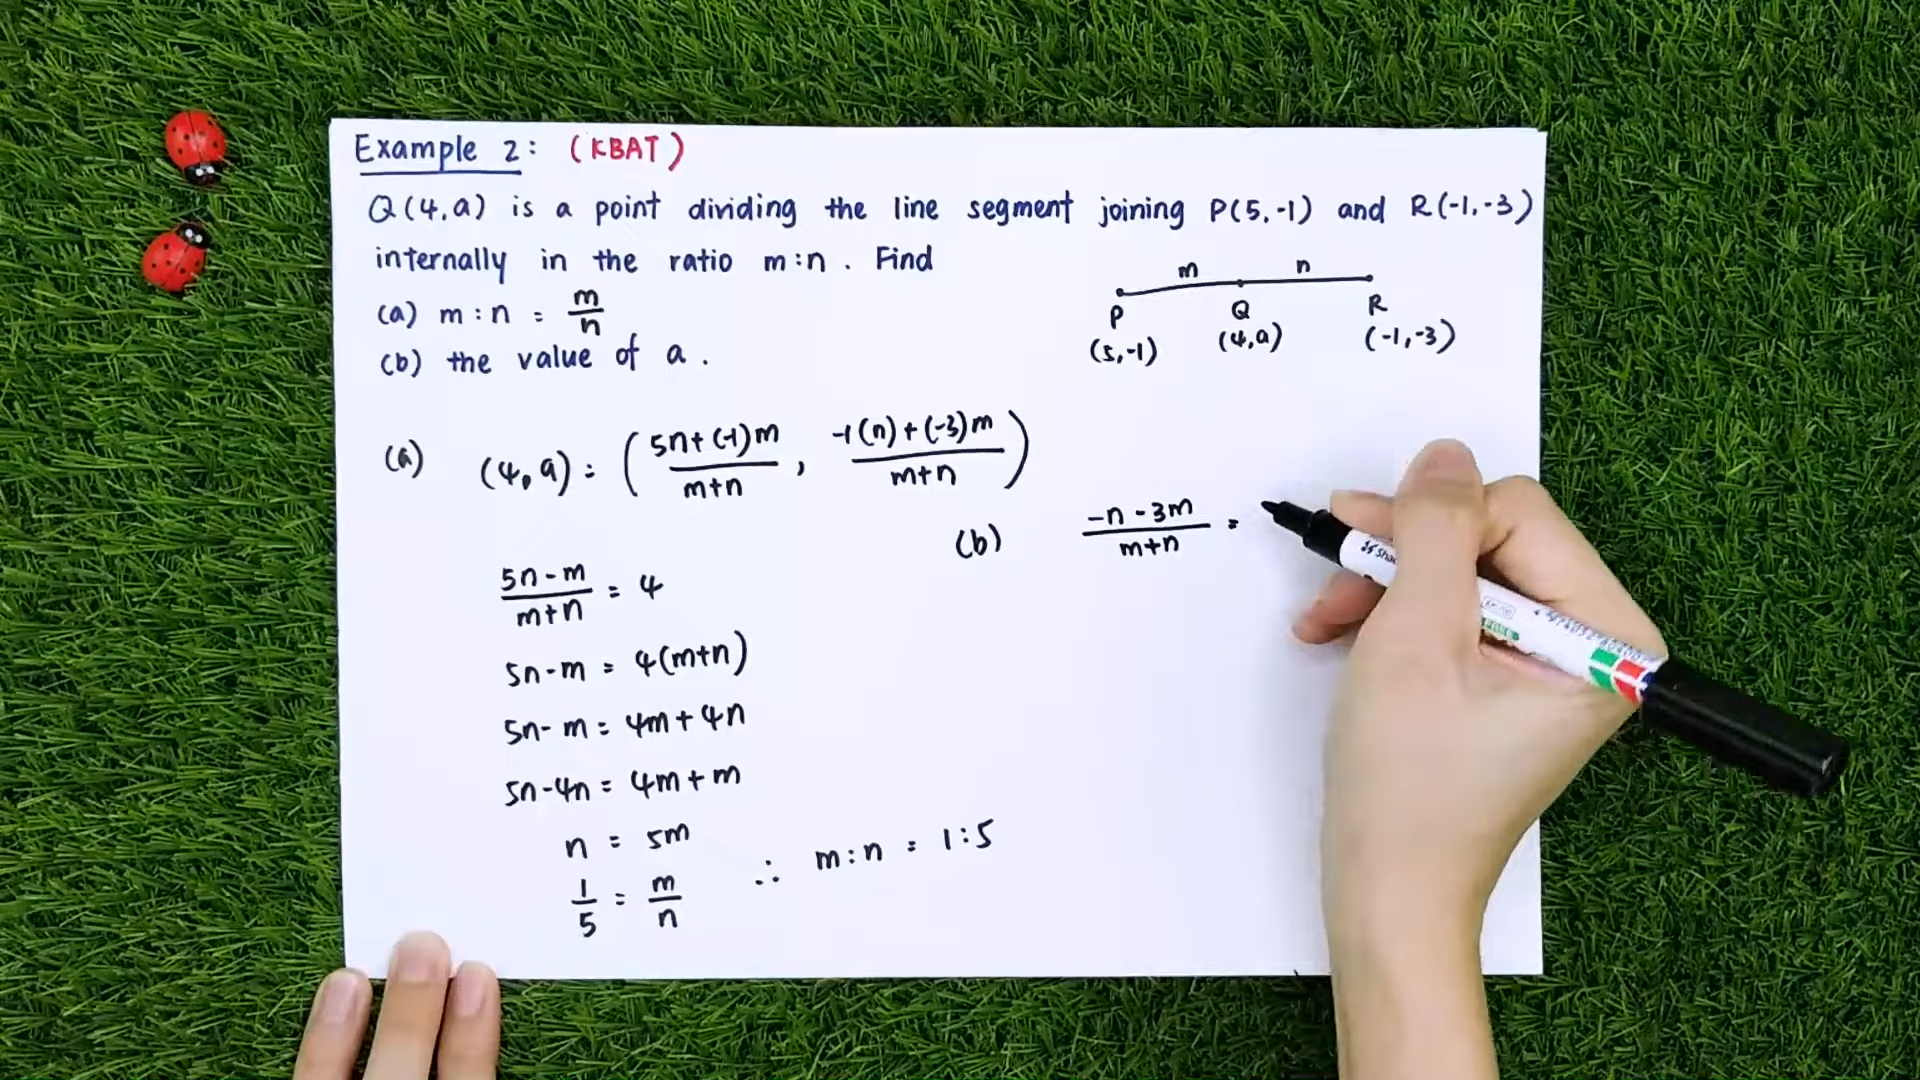 Example 2: (KBAT)
Q(4,a) is a point dividing the line segment joining P(5,-1) and R(-1,-3)
internally in the ratio m:n. Find
(a) m:n = m/n
(b) the value of a.
m n
P Q R
(5,-1) (4,a) (-1,-3)
(a) (4,a) = ( 5n+(-1)m / m+n , -1(n)+(-3)m / m+n )
5n-m / m+n = 4
5n-m = 4(m+n)
5n-m = 4m+4n
5n-4n = 4m+m
n = 5m
1/5 = m/n ∴ m:n = 1:5
(b) -n-3m / m+n =